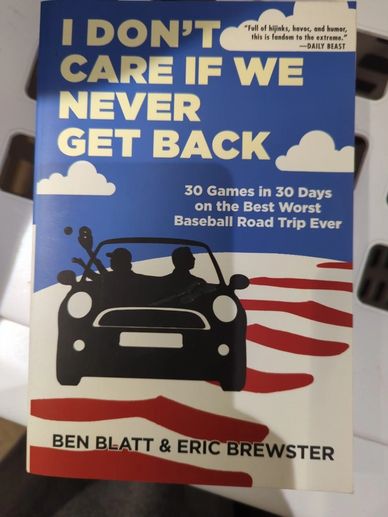 I DON'T
CARE IF WE
NEVER
GET BACK
"Full of hijinks, havoc, and humor,
this is fandom to the extreme."
—DAILY BEAST
30 Games in 30 Days
on the Best Worst
Baseball Road Trip Ever
BEN BLATT & ERIC BREWSTER